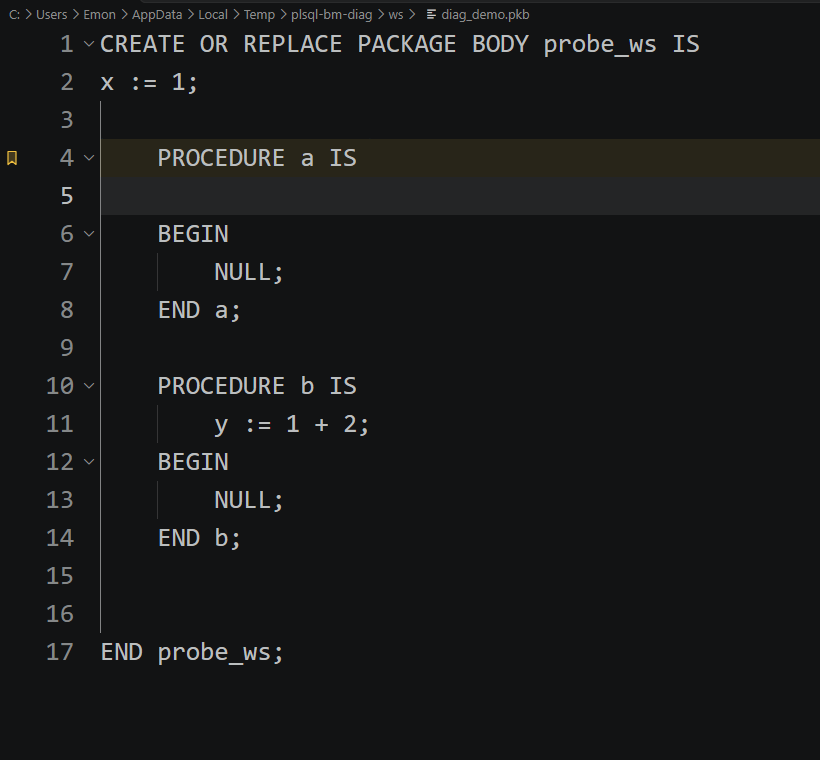 C: > Users > Emon > AppData > Local > Temp > plsql-bm-diag > ws > diag_demo.pkb
1 CREATE OR REPLACE PACKAGE BODY probe_ws IS
2 x := 1;
3
4     PROCEDURE a IS
5
6     BEGIN
7         NULL;
8     END a;
9
10     PROCEDURE b IS
11         y := 1 + 2;
12     BEGIN
13         NULL;
14     END b;
15
16
17 END probe_ws;